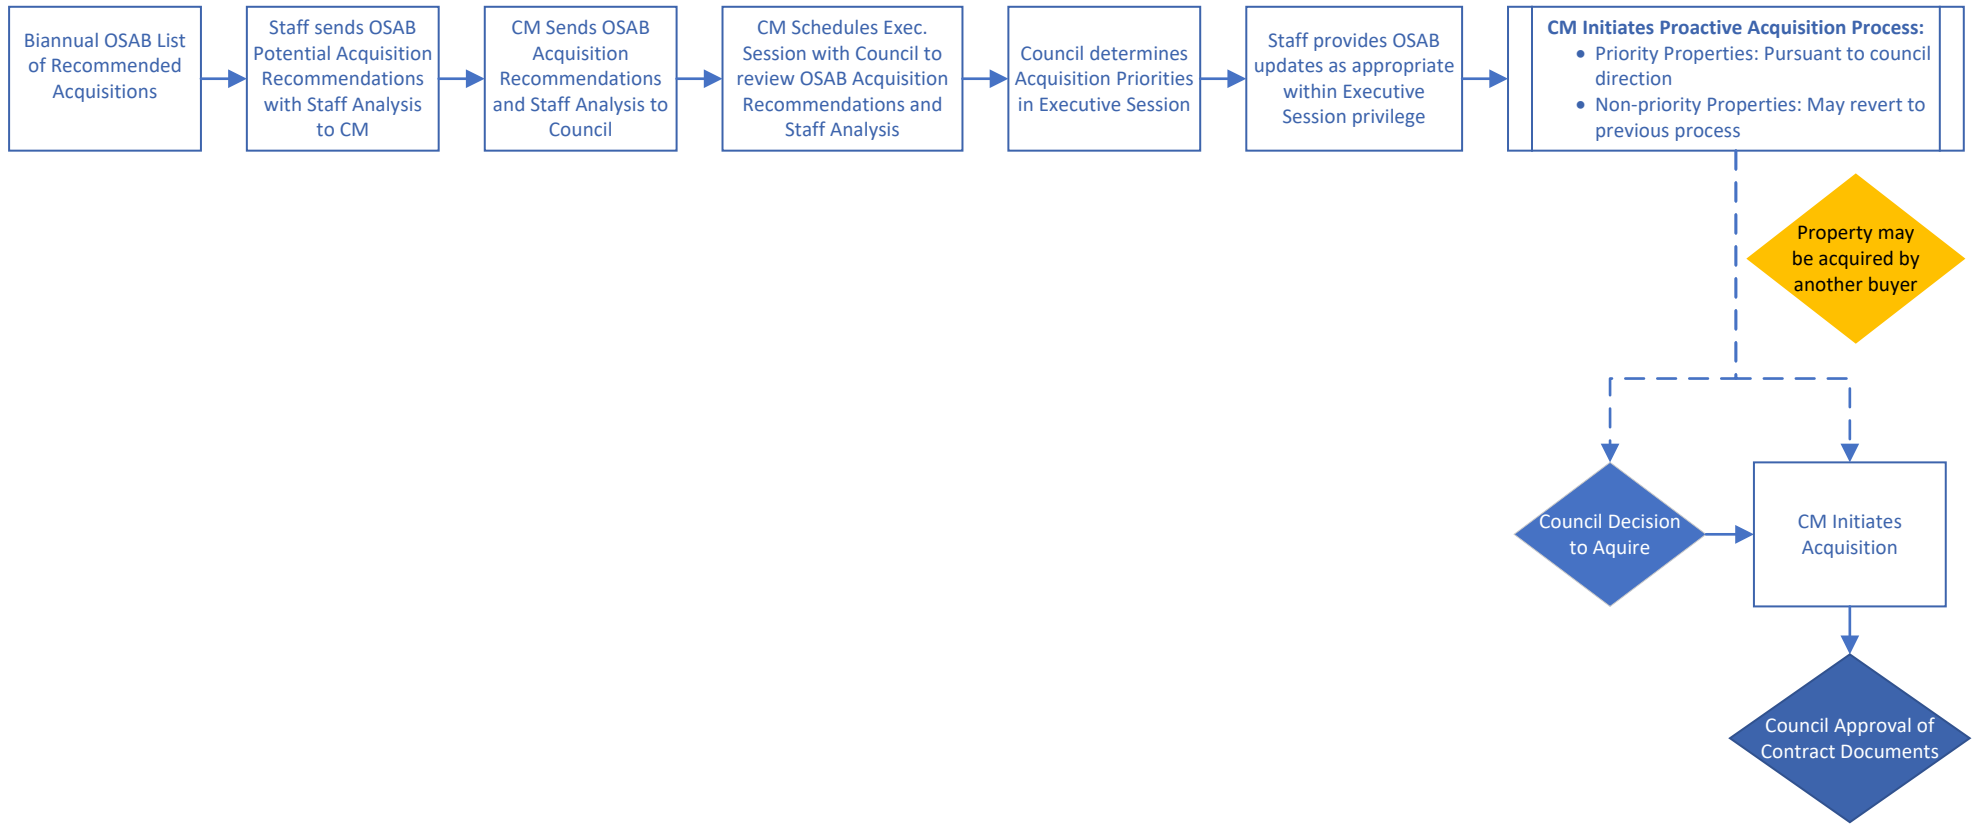 Biannual OSAB List
of Recommended
Acquisitions
Staff sends OSAB
Potential Acquisition
Recommendations
with Staff Analysis
to CM
CM Sends OSAB
Acquisition
Recommendations
and Staff Analysis to
Council
CM Schedules Exec.
Session with Council to
review OSAB Acquisition
Recommendations and
Staff Analysis
Council determines
Acquisition Priorities
in Executive Session
Staff provides OSAB
updates as appropriate
within Executive
Session privilege
CM Initiates Proactive Acquisition Process:
• Priority Properties: Pursuant to council
direction
• Non-priority Properties: May revert to
previous process
Property may
be acquired by
another buyer
Council Decision
to Aquire
CM Initiates
Acquisition
Council Approval of
Contract Documents